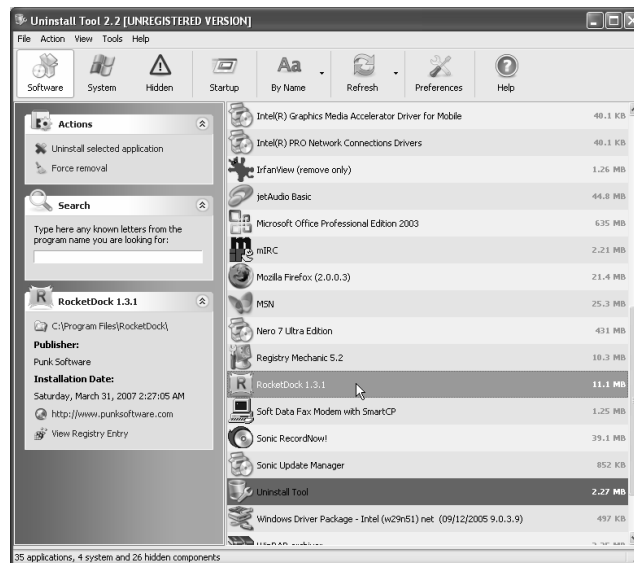 Uninstall Tool 2.2 [UNREGISTERED VERSION]
File Action View Tools Help
Software System Hidden Startup By Name Refresh Preferences Help
Actions
Uninstall selected application
Force removal
Search
Type here any known letters from the
program name you are looking for:
RocketDock 1.3.1
C:\Program Files\RocketDock\
Publisher:
Punk Software
Installation Date:
Saturday, March 31, 2007 2:27:05 AM
http://www.punksoftware.com
View Registry Entry
Intel(R) Graphics Media Accelerator Driver for Mobile 40.1 KB
Intel(R) PRO Network Connections Drivers 40.1 KB
IrfanView (remove only) 1.26 MB
jetAudio Basic 44.8 MB
Microsoft Office Professional Edition 2003 635 MB
mIRC 2.21 MB
Mozilla Firefox (2.0.0.3) 21.4 MB
MSN 25.3 MB
Nero 7 Ultra Edition 431 MB
Registry Mechanic 5.2 10.3 MB
RocketDock 1.3.1 11.1 MB
Soft Data Fax Modem with SmartCP 1.25 MB
Sonic RecordNow! 39.1 MB
Sonic Update Manager 852 KB
Uninstall Tool 2.27 MB
Windows Driver Package - Intel (w29n51) net (09/12/2005 9.0.3.9) 497 KB
WinRAR archiver
35 applications, 4 system and 26 hidden components